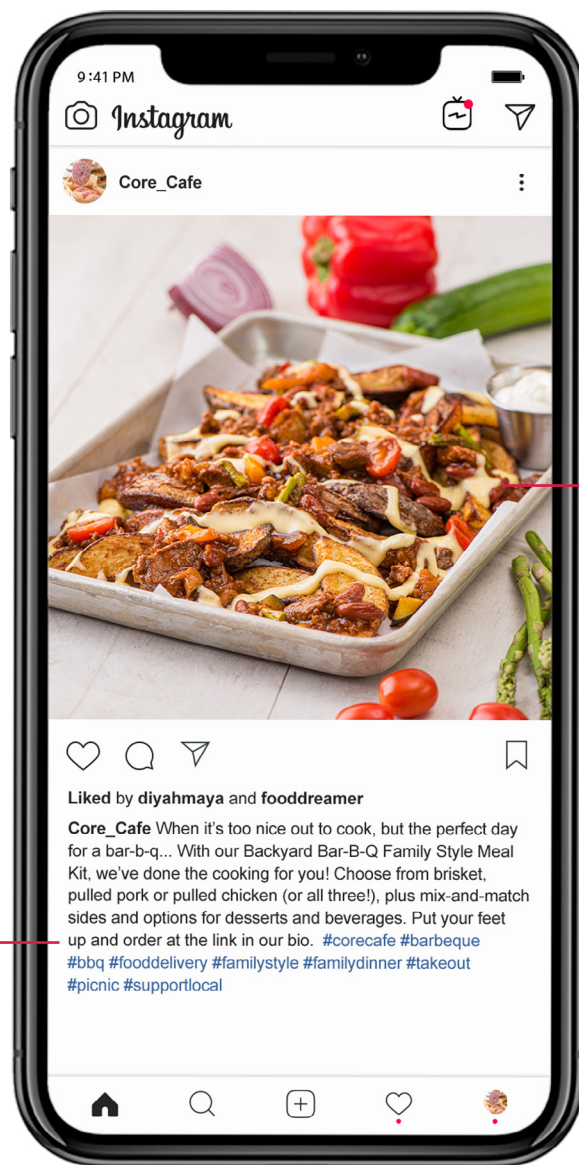 9:41 PM
Instagram
Core_Cafe
Liked by diyahmaya and fooddreamer
Core_Cafe When it’s too nice out to cook, but the perfect day
for a bar-b-q... With our Backyard Bar-B-Q Family Style Meal
Kit, we’ve done the cooking for you! Choose from brisket,
pulled pork or pulled chicken (or all three!), plus mix-and-match
sides and options for desserts and beverages. Put your feet
up and order at the link in our bio. #corecafe #barbeque
#bbq #fooddelivery #familystyle #familydinner #takeout
#picnic #supportlocal